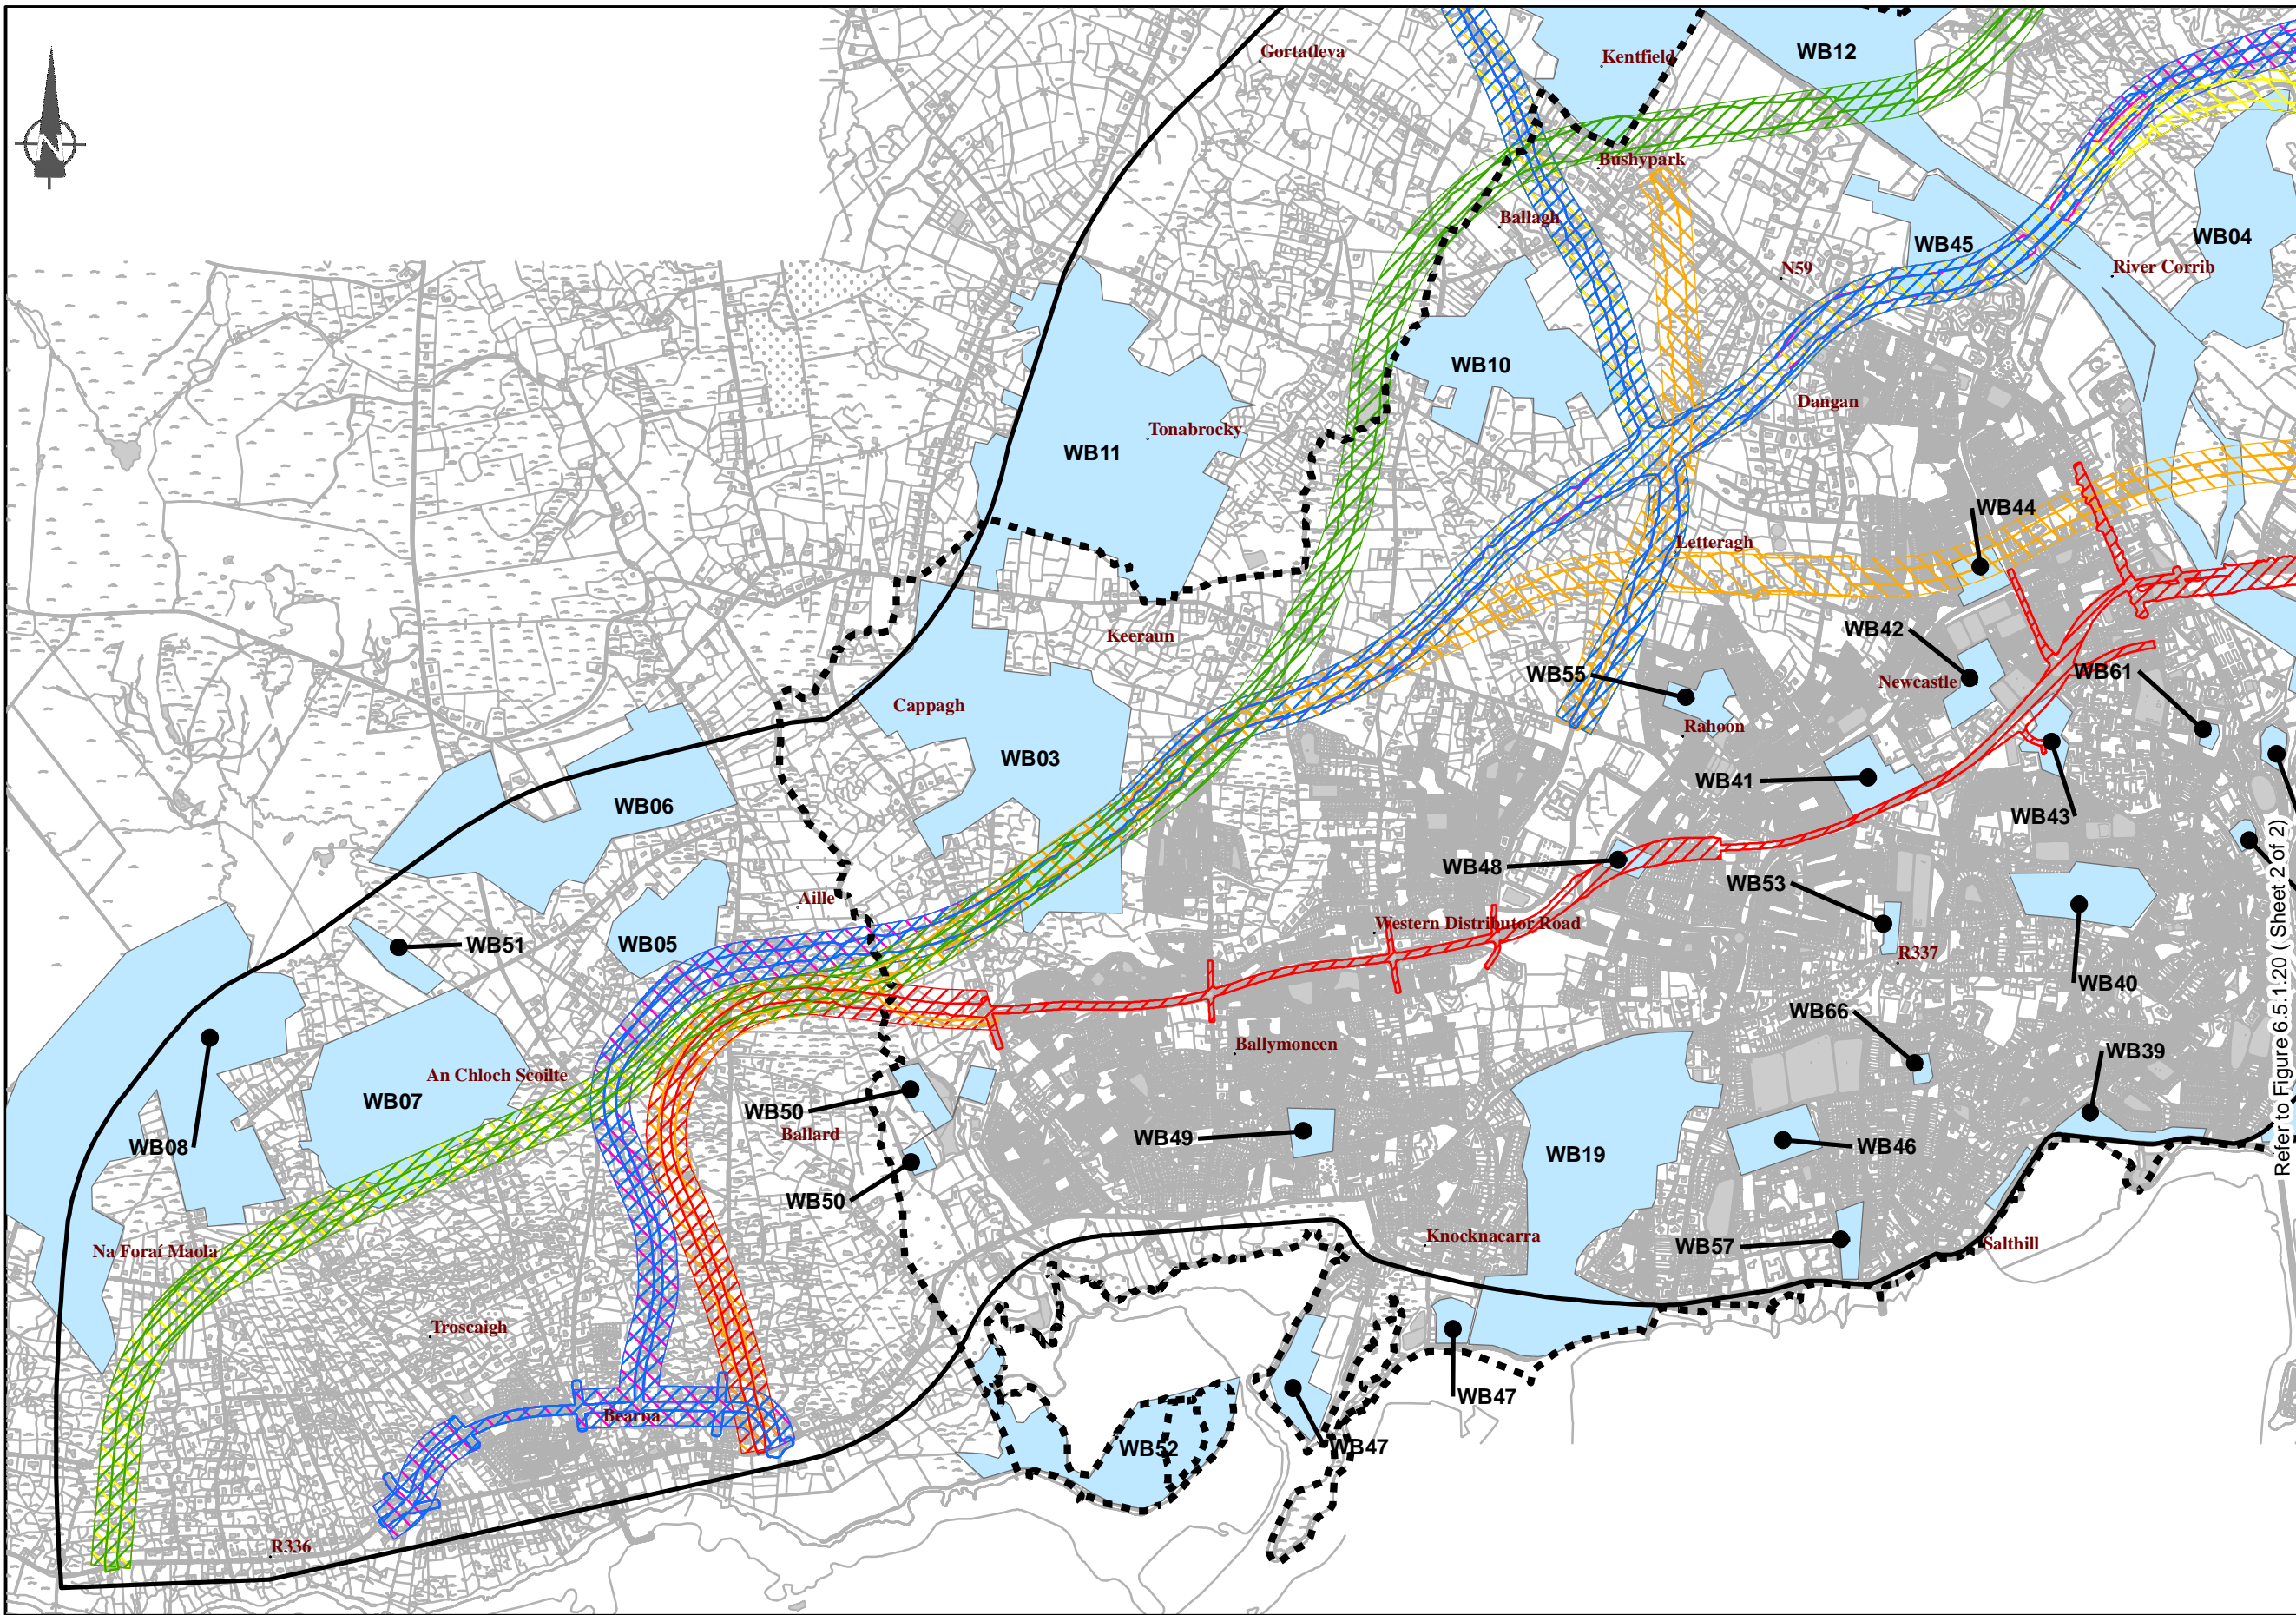 Gortatleva
Kentfield
WB12
Bushypark
Ballagh
N59
WB45
River Corrib
WB04
WB10
Dangan
Tonabrocky
WB11
WB44
Letteragh
Keeraun
WB42
WB55
Newcastle
WB61
Cappagh
Rahoon
WB03
WB41
WB06
WB43
WB48
WB53
Aille
Western Distributor Road
WB51
WB05
R337
WB40
WB66
Ballymoneen
WB39
An Chloch Scoilte
WB07
WB50
Ballard
WB49
WB08
WB19
WB46
WB50
Knocknacarra
WB57
Salthill
Na Foraí Maola
Troscaigh
WB47
Bearna
WB52
WB47
R336
Refer to Figure 6.5.1.20 ( Sheet 2 of 2)
N